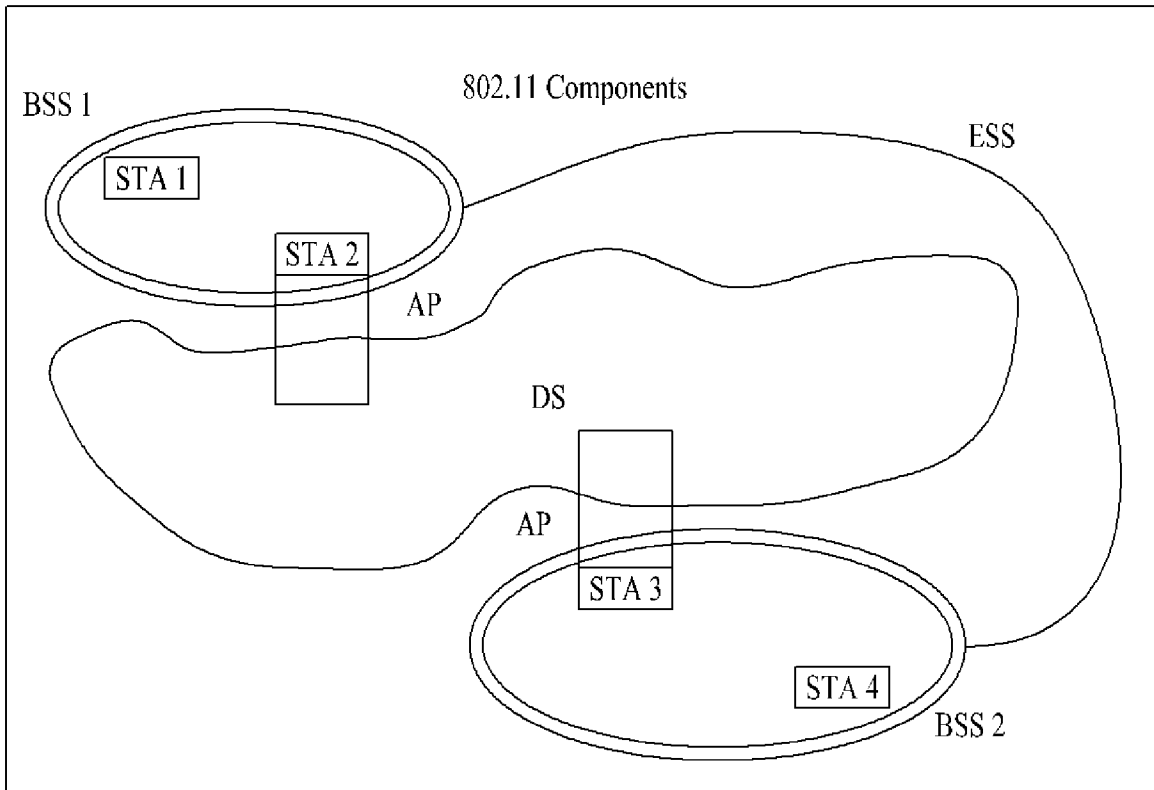 802.11 Components
BSS 1
ESS
STA 1
STA 2
AP
DS
AP
STA 3
STA 4
BSS 2